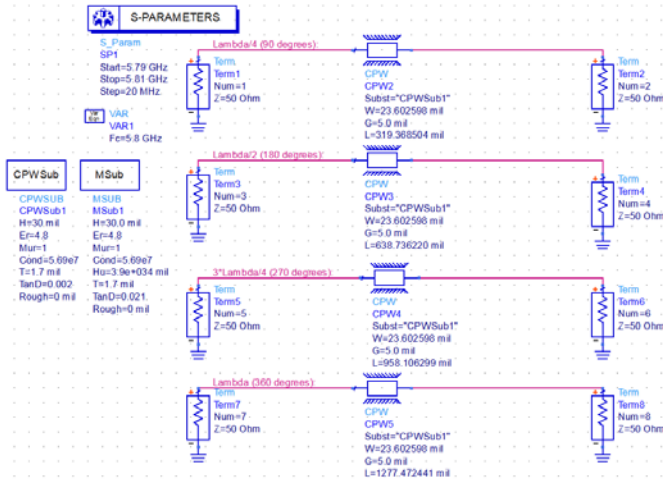 S-PARAMETERS
S_Param
SP1
Start=5.79 GHz
Stop=5.81 GHz
Step=20 MHz
Var
Eqn
VAR
VAR1
Fc=5.8 GHz
CPWSub
CPWSUB
CPWSub1
H=30 mil
Er=4.8
Mur=1
Cond=5.69e7
T=1.7 mil
TanD=0.002
Rough=0 mil
MSub
MSUB
MSub1
H=30.0 mil
Er=4.8
Mur=1
Cond=5.69e7
Hu=3.9e+034 mil
T=1.7 mil
TanD=0.021
Rough=0 mil
Lambda/4 (90 degrees):
Term
Term1
Num=1
Z=50 Ohm
CPW
CPW2
Subst="CPWSub1"
W=23.602598 mil
G=5.0 mil
L=319.368504 mil
Term
Term2
Num=2
Z=50 Ohm
Lambda/2 (180 degrees):
Term
Term3
Num=3
Z=50 Ohm
CPW
CPW3
Subst="CPWSub1"
W=23.602598 mil
G=5.0 mil
L=638.736220 mil
Term
Term4
Num=4
Z=50 Ohm
3*Lambda/4 (270 degrees):
Term
Term5
Num=5
Z=50 Ohm
CPW
CPW4
Subst="CPWSub1"
W=23.602598 mil
G=5.0 mil
L=958.106299 mil
Term
Term6
Num=6
Z=50 Ohm
Lambda (360 degrees):
Term
Term7
Num=7
Z=50 Ohm
CPW
CPW5
Subst="CPWSub1"
W=23.602598 mil
G=5.0 mil
L=1277.472441 mil
Term
Term8
Num=8
Z=50 Ohm